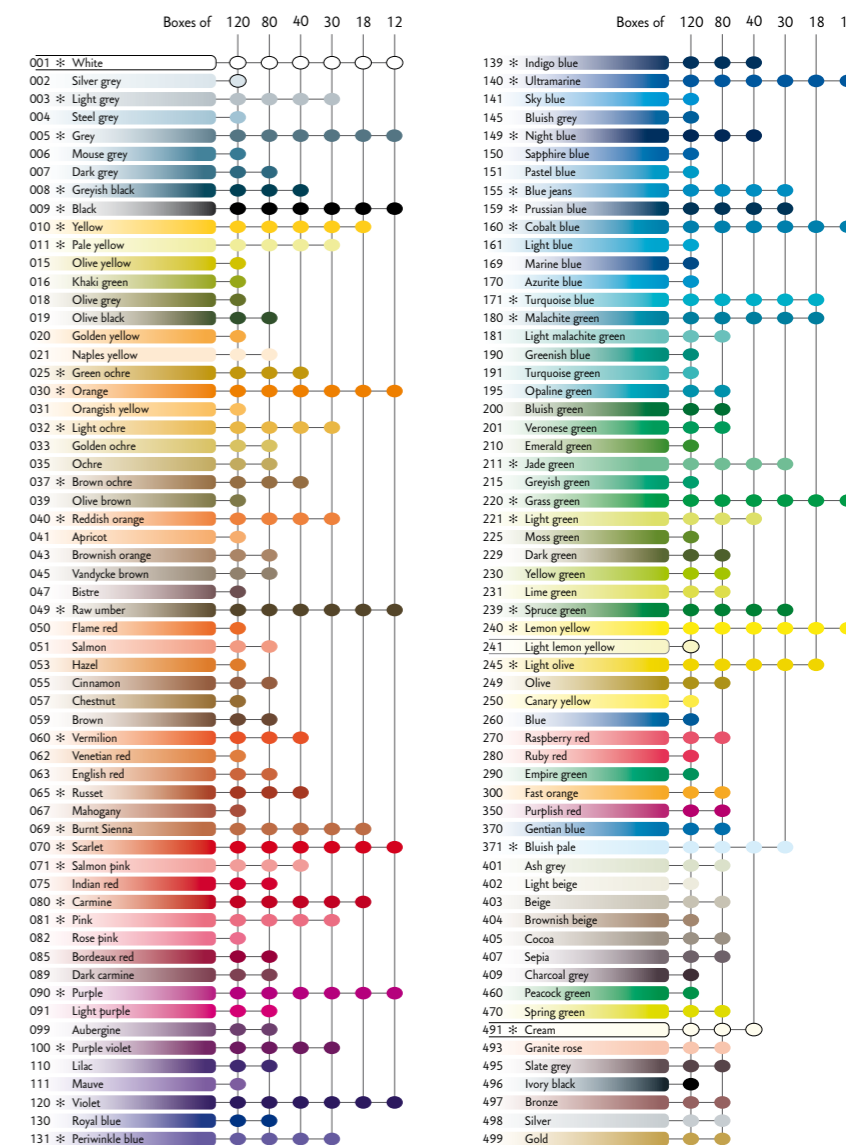 Boxes of 120 80 40 30 18 12
001 * White
002 Silver grey
003 * Light grey
004 Steel grey
005 * Grey
006 Mouse grey
007 Dark grey
008 * Greyish black
009 * Black
010 * Yellow
011 * Pale yellow
015 Olive yellow
016 Khaki green
018 Olive grey
019 Olive black
020 Golden yellow
021 Naples yellow
025 * Green ochre
030 * Orange
031 Orangish yellow
032 * Light ochre
033 Golden ochre
035 Ochre
037 * Brown ochre
039 Olive brown
040 * Reddish orange
041 Apricot
043 Brownish orange
045 Vandycke brown
047 Bistre
049 * Raw umber
050 Flame red
051 Salmon
053 Hazel
055 Cinnamon
057 Chestnut
059 Brown
060 * Vermilion
062 Venetian red
063 English red
065 * Russet
067 Mahogany
069 * Burnt Sienna
070 * Scarlet
071 * Salmon pink
075 Indian red
080 * Carmine
081 * Pink
082 Rose pink
085 Bordeaux red
089 Dark carmine
090 * Purple
091 Light purple
099 Aubergine
100 * Purple violet
110 Lilac
111 Mauve
120 * Violet
130 Royal blue
131 * Periwinkle blue
Boxes of 120 80 40 30 18 1
139 * Indigo blue
140 * Ultramarine
141 Sky blue
145 Bluish grey
149 * Night blue
150 Sapphire blue
151 Pastel blue
155 * Blue jeans
159 * Prussian blue
160 * Cobalt blue
161 Light blue
169 Marine blue
170 Azurite blue
171 * Turquoise blue
180 * Malachite green
181 Light malachite green
190 Greenish blue
191 Turquoise green
195 Opaline green
200 Bluish green
201 Veronese green
210 Emerald green
211 * Jade green
215 Greyish green
220 * Grass green
221 * Light green
225 Moss green
229 Dark green
230 Yellow green
231 Lime green
239 * Spruce green
240 * Lemon yellow
241 Light lemon yellow
245 * Light olive
249 Olive
250 Canary yellow
260 Blue
270 Raspberry red
280 Ruby red
290 Empire green
300 Fast orange
350 Purplish red
370 Gentian blue
371 * Bluish pale
401 Ash grey
402 Light beige
403 Beige
404 Brownish beige
405 Cocoa
407 Sepia
409 Charcoal grey
460 Peacock green
470 Spring green
491 * Cream
493 Granite rose
495 Slate grey
496 Ivory black
497 Bronze
498 Silver
499 Gold